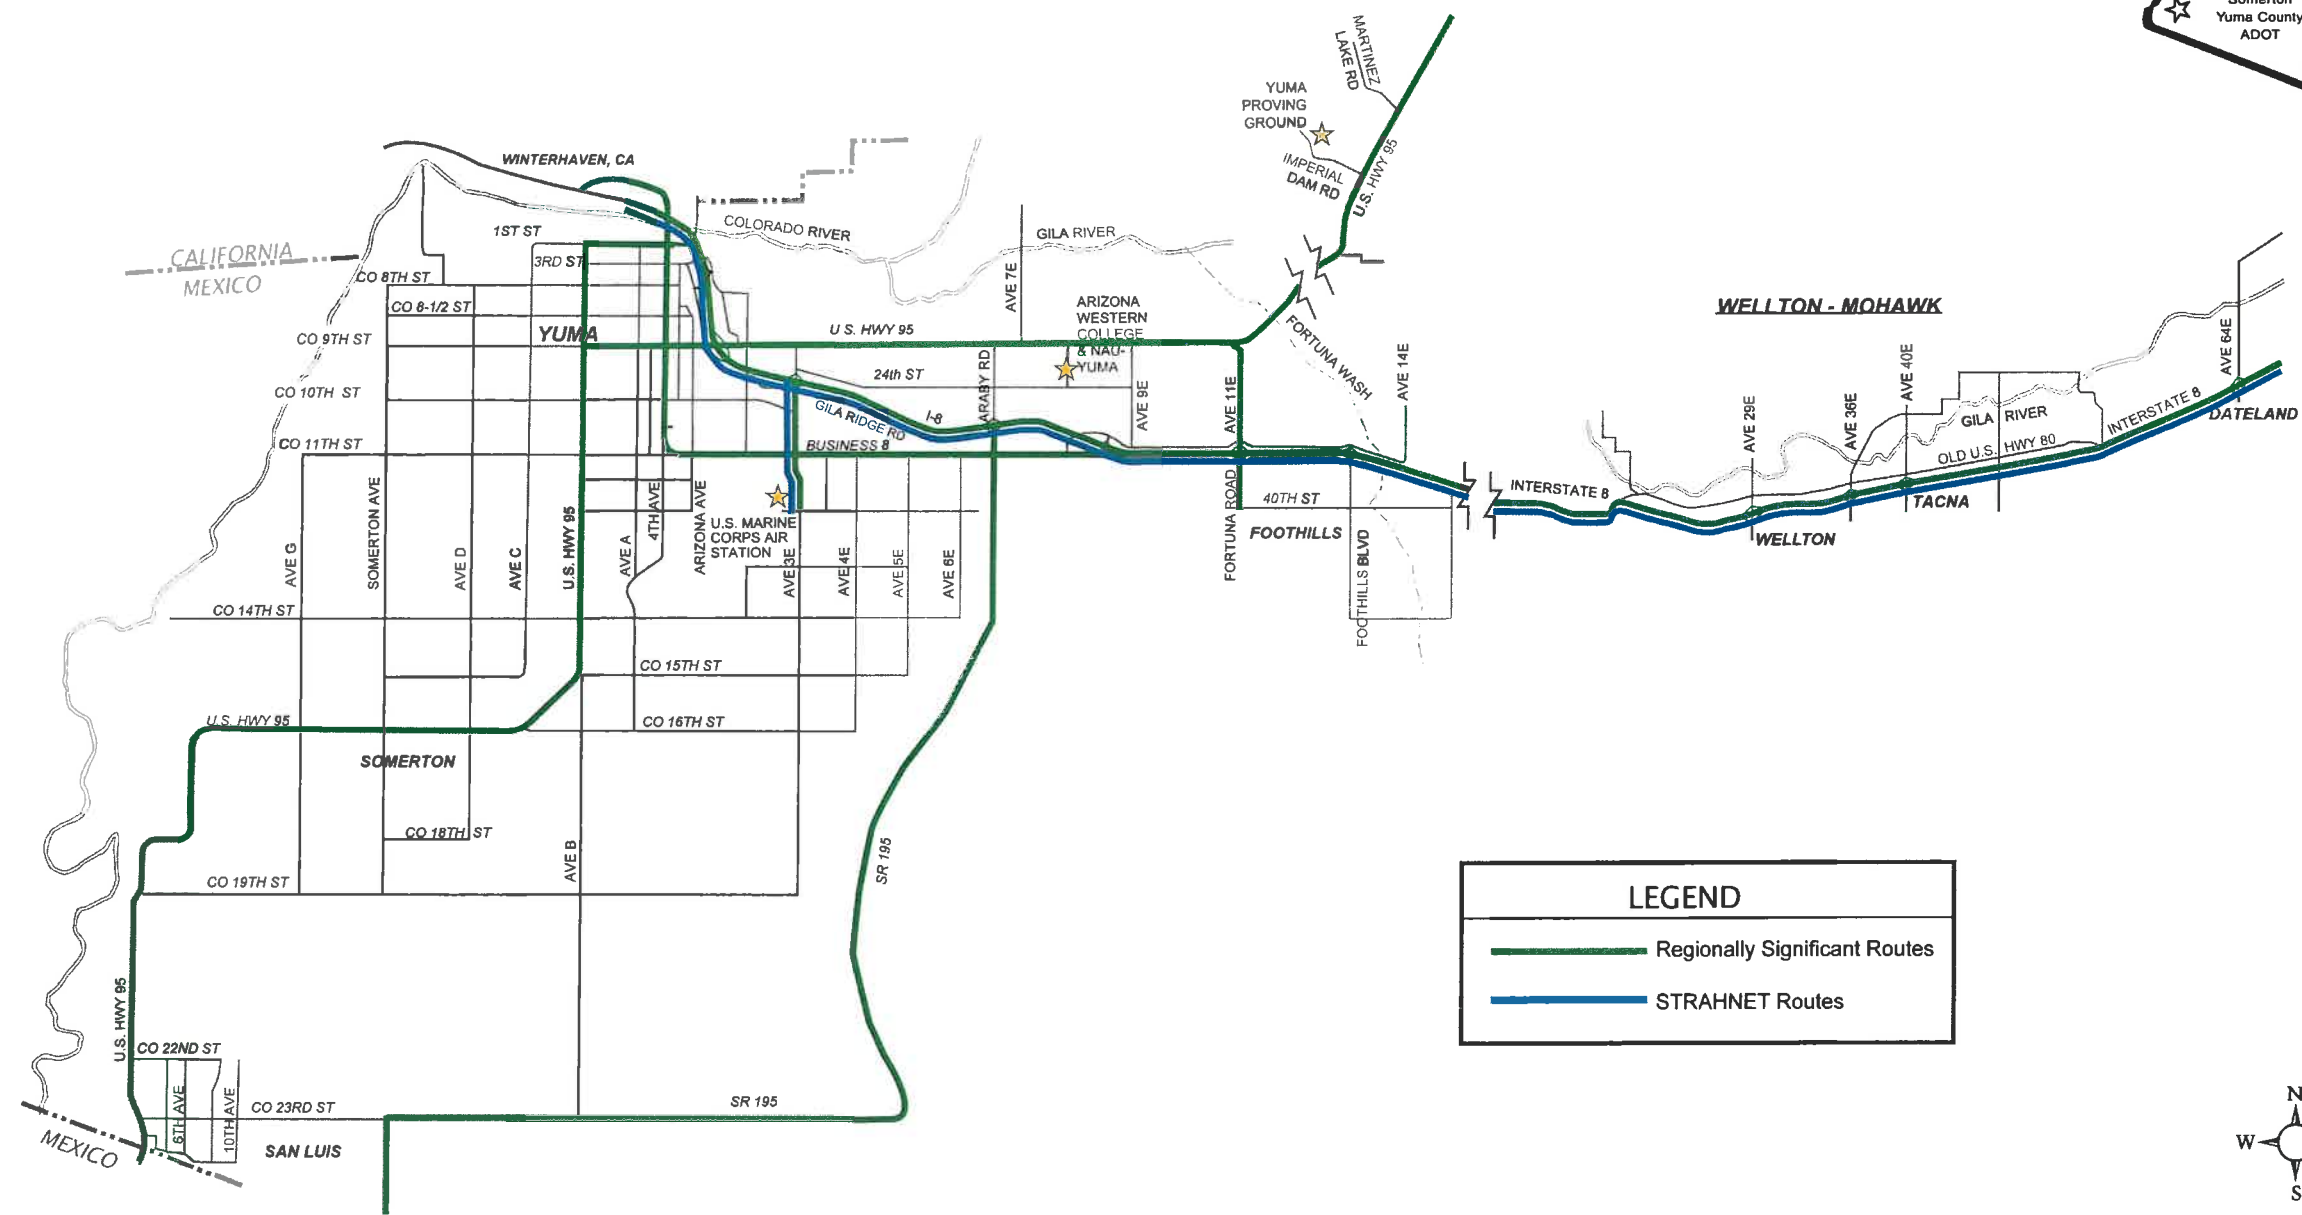 Yuma County
ADOT
MARTINEZ
LAKE RD
YUMA
PROVING
GROUND
IMPERIAL
DAM RD
U.S. HWY 95
WINTERHAVEN, CA
COLORADO RIVER
GILA RIVER
1ST ST
3RD ST
CALIFORNIA
MEXICO
CO 8TH ST
CO 8-1/2 ST
CO 9TH ST
YUMA
U S. HWY 95
AVE 7E
ARIZONA
WESTERN
COLLEGE
& NAU-
YUMA
FORTUNA WASH
WELLTON - MOHAWK
AVE 64E
CO 10TH ST
24th ST
ARABY RD
AVE 9E
AVE 11E
AVE 14E
AVE 29E
AVE 36E
AVE 40E
GILA RIVER
INTERSTATE 8
DATELAND
GILA RIDGE RD
I-8
BUSINESS 8
CO 11TH ST
OLD U.S. HWY 80
INTERSTATE 8
TACNA
WELLTON
40TH ST
FOOTHILLS
FORTUNA ROAD
FOOTHILLS BLVD
AVE G
SOMERTON AVE
AVE D
AVE C
U.S. HWY 95
AVE A
4TH AVE
ARIZONA AVE
U.S. MARINE
CORPS AIR
STATION
AVE 3E
AVE 4E
AVE 5E
AVE 6E
CO 14TH ST
CO 15TH ST
CO 16TH ST
U.S. HWY 95
SOMERTON
CO 18TH ST
AVE B
SR 195
CO 19TH ST
LEGEND
Regionally Significant Routes
STRAHNET Routes
U.S. HWY 95
CO 22ND ST
6TH AVE
10TH AVE
CO 23RD ST
SR 195
SAN LUIS
MEXICO
N
W
S